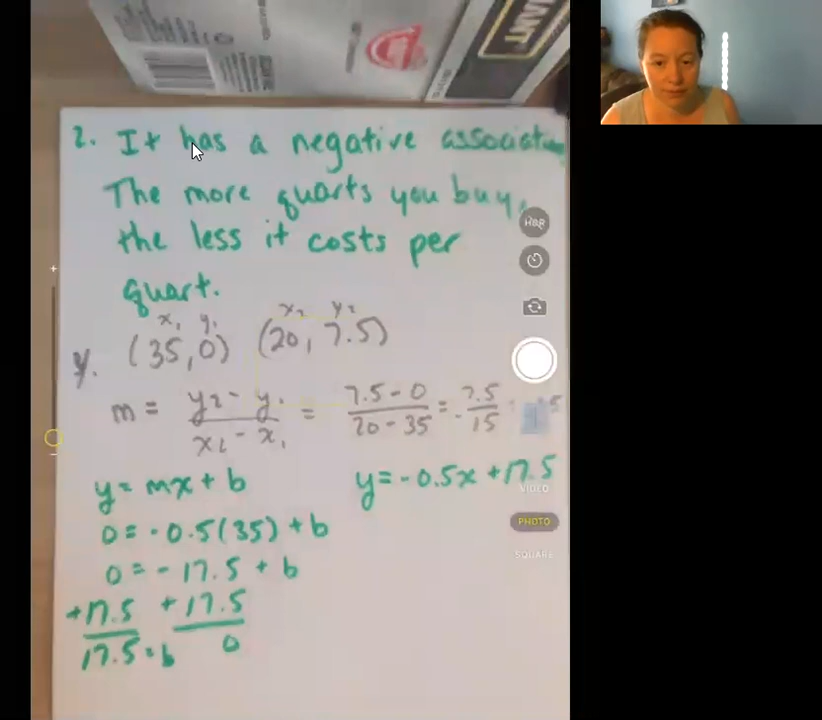 2. It has a negative association
The more quarts you buy,
the less it costs per
quart.
x₁ y₁ x₂ y₂
4. (35,0) (20, 7.5)
m = y₂ - y₁ / x₂ - x₁ = 7.5 - 0 / 20 - 35 = - 7.5 / 15
y = mx + b
y = -0.5x + 17.5
0 = -0.5(35) + b
0 = -17.5 + b
+17.5 +17.5
17.5 = b 0
HDR
VIDEO
PHOTO
SQUARE